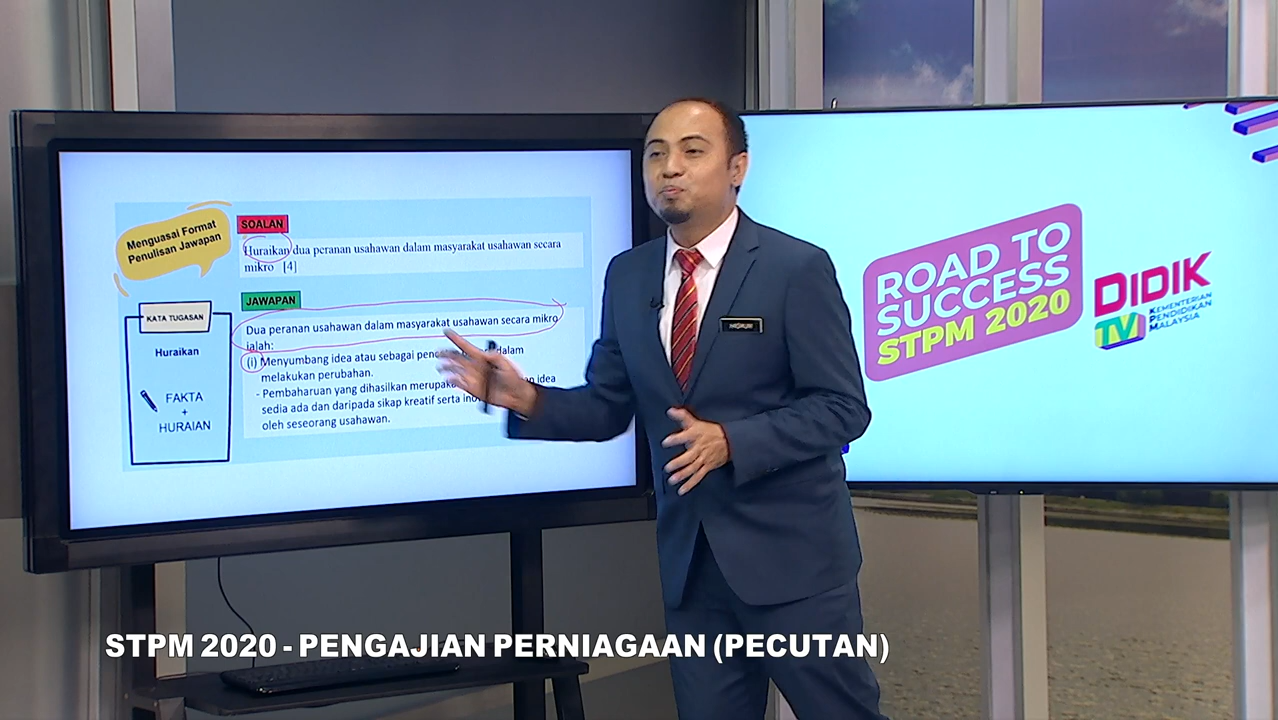 Menguasai Format
Penulisan Jawapan
SOALAN
Huraikan dua peranan usahawan dalam masyarakat usahawan secara
mikro [4]
KATA TUGASAN
Huraikan
FAKTA
+
HURAIAN
JAWAPAN
Dua peranan usahawan dalam masyarakat usahawan secara mikro
ialah:
(i) Menyumbang idea atau sebagai dalam
melakukan perubahan.
- Pembaharuan yang dihasilkan idea
sedia ada dan daripada sikap kreatif serta
oleh seseorang usahawan.
ROAD TO
SUCCESS
STPM 2020
DIDIK
TV
KEMENTERIAN
PENDIDIKAN
MALAYSIA
STPM 2020 - PENGAJIAN PERNIAGAAN (PECUTAN)